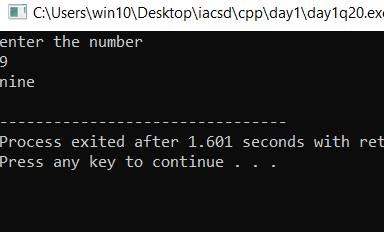 C:\Users\win10\Desktop\iacsd\cpp\day1\day1q20.exe
enter the number
9
nine
--------------------------------
Process exited after 1.601 seconds with ret
Press any key to continue . . .